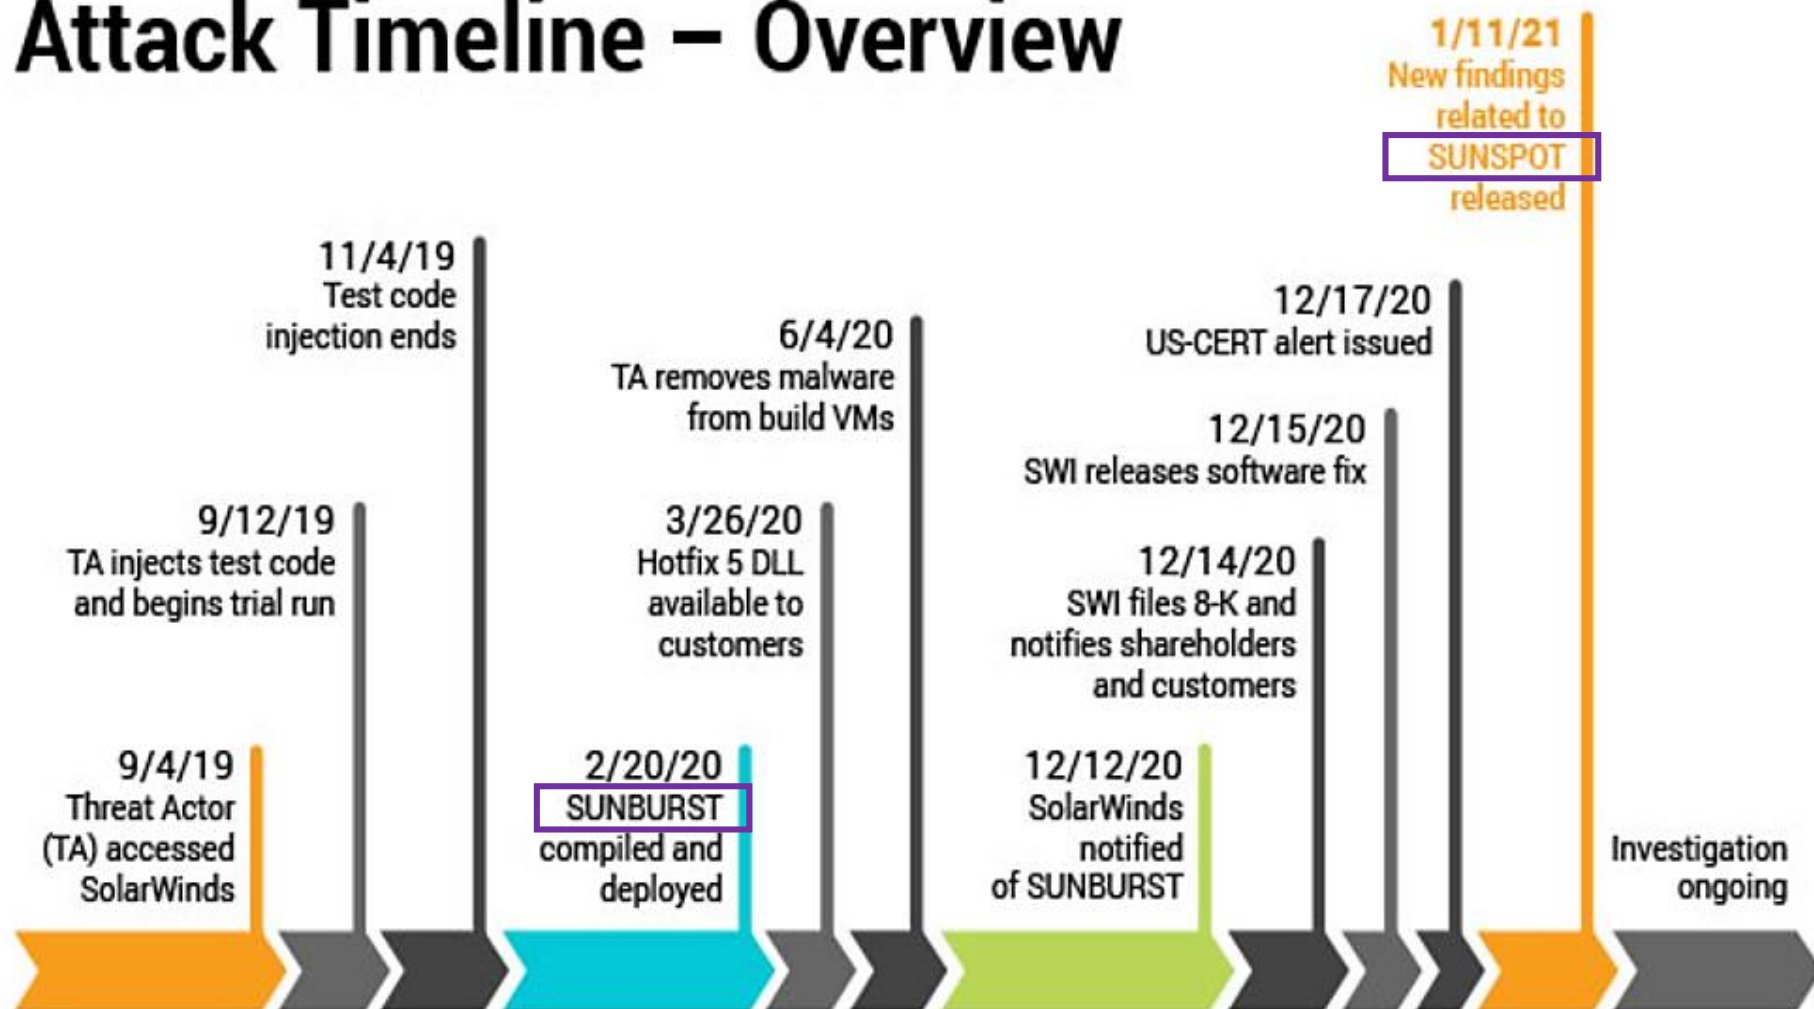 Attack Timeline – Overview
9/4/19
Threat Actor
(TA) accessed
SolarWinds
9/12/19
TA injects test code
and begins trial run
11/4/19
Test code
injection ends
2/20/20
SUNBURST
compiled and
deployed
3/26/20
Hotfix 5 DLL
available to
customers
6/4/20
TA removes malware
from build VMs
12/12/20
SolarWinds
notified
of SUNBURST
12/14/20
SWI files 8-K and
notifies shareholders
and customers
12/15/20
SWI releases software fix
12/17/20
US-CERT alert issued
1/11/21
New findings
related to
SUNSPOT
released
Investigation
ongoing